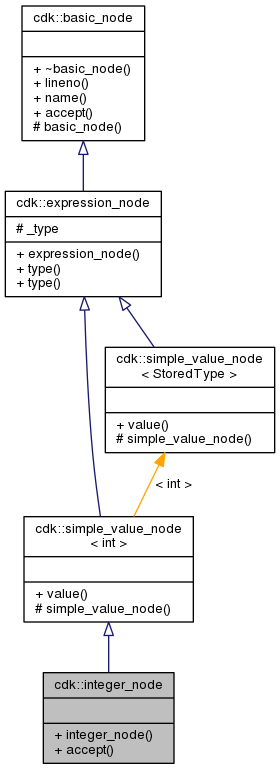 cdk::basic_node
+ ~basic_node()
+ lineno()
+ name()
+ accept()
# basic_node()
cdk::expression_node
# _type
+ expression_node()
+ type()
+ type()
cdk::simple_value_node
< StoredType >
+ value()
# simple_value_node()
< int >
cdk::simple_value_node
< int >
+ value()
# simple_value_node()
cdk::integer_node
+ integer_node()
+ accept()